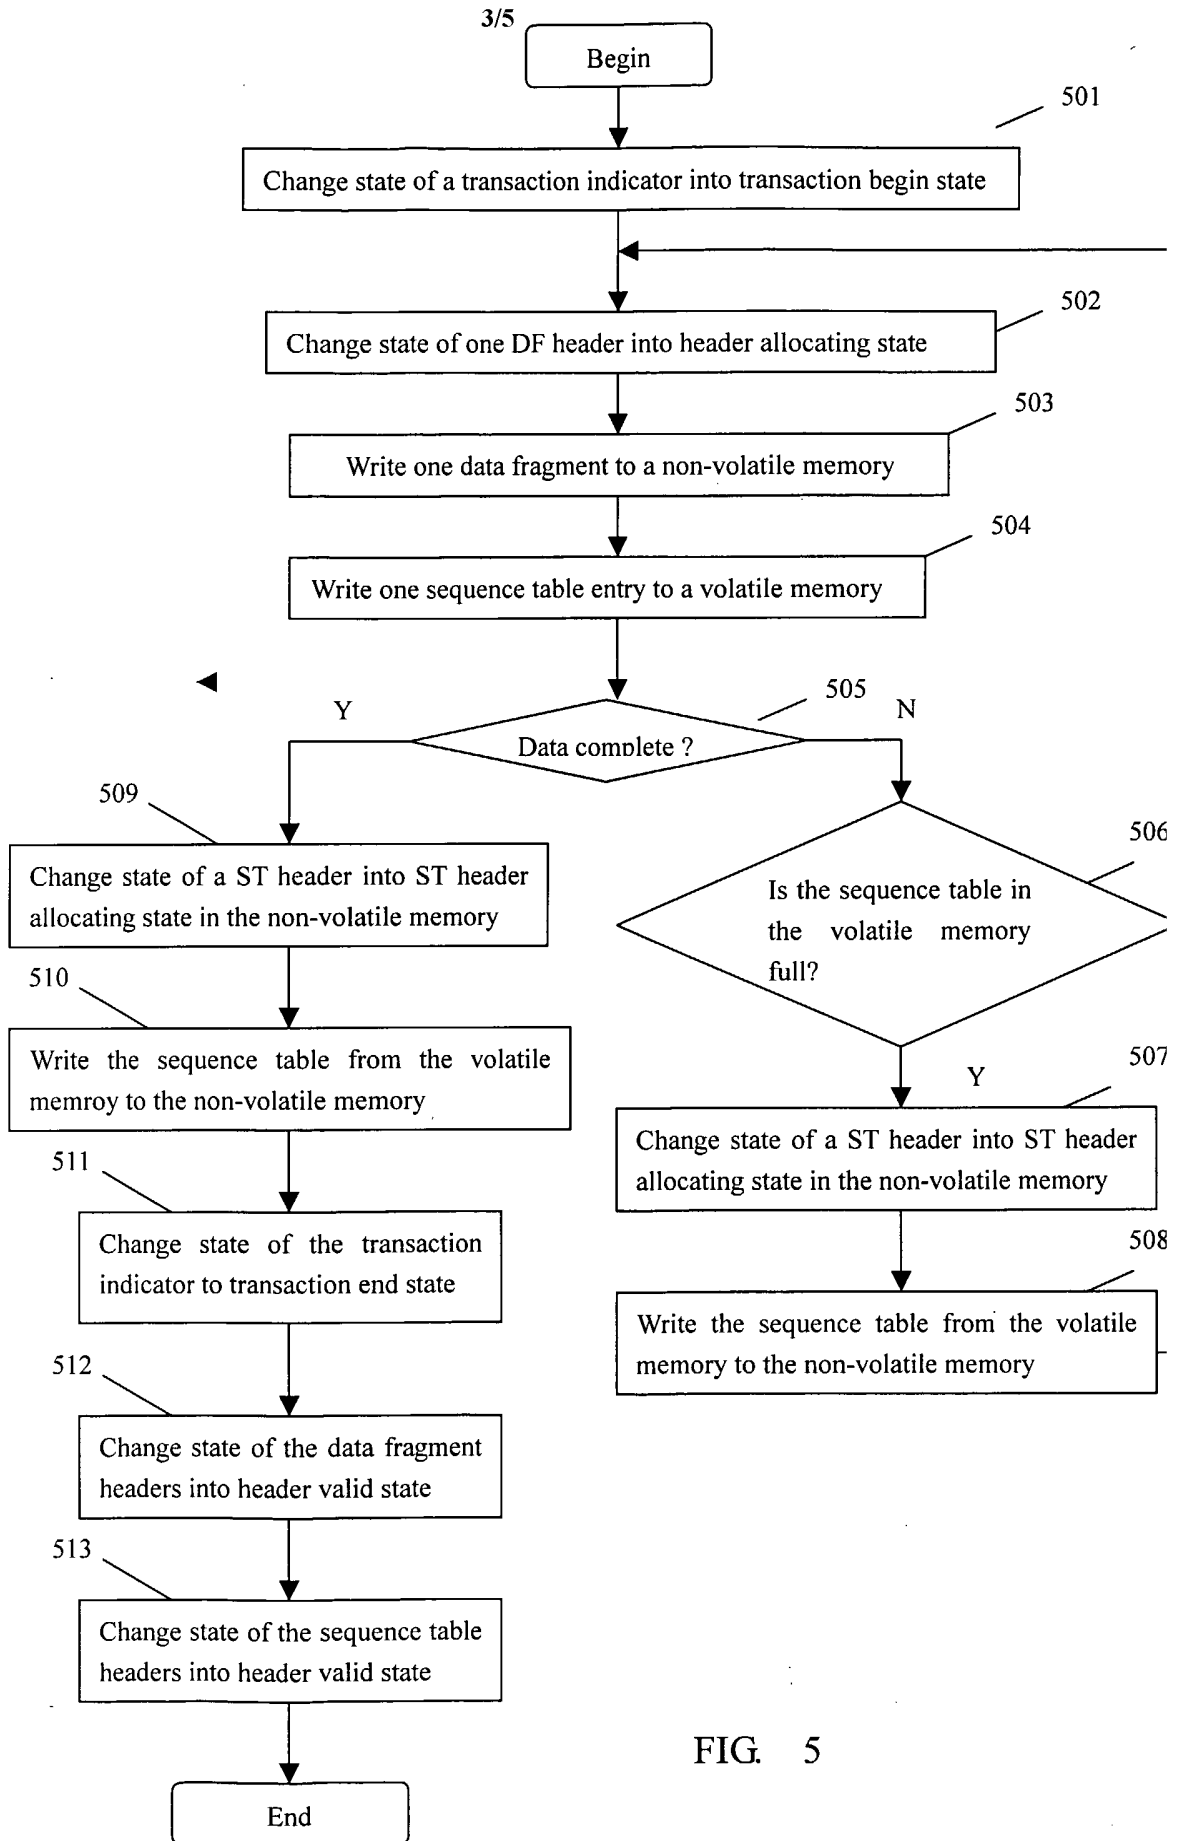 3/5
Begin
501
Change state of a transaction indicator into transaction begin state
502
Change state of one DF header into header allocating state
503
Write one data fragment to a non-volatile memory
504
Write one sequence table entry to a volatile memory
505
Y
N
Data complete ?
509
506
Change state of a ST header into ST header
allocating state in the non-volatile memory
Is the sequence table in
the volatile memory
full?
510
Write the sequence table from the volatile
memroy to the non-volatile memory
Y
507
Change state of a ST header into ST header
allocating state in the non-volatile memory
511
Change state of the transaction
indicator to transaction end state
508
Write the sequence table from the volatile
memory to the non-volatile memory
512
Change state of the data fragment
headers into header valid state
513
Change state of the sequence table
headers into header valid state
End
FIG. 5